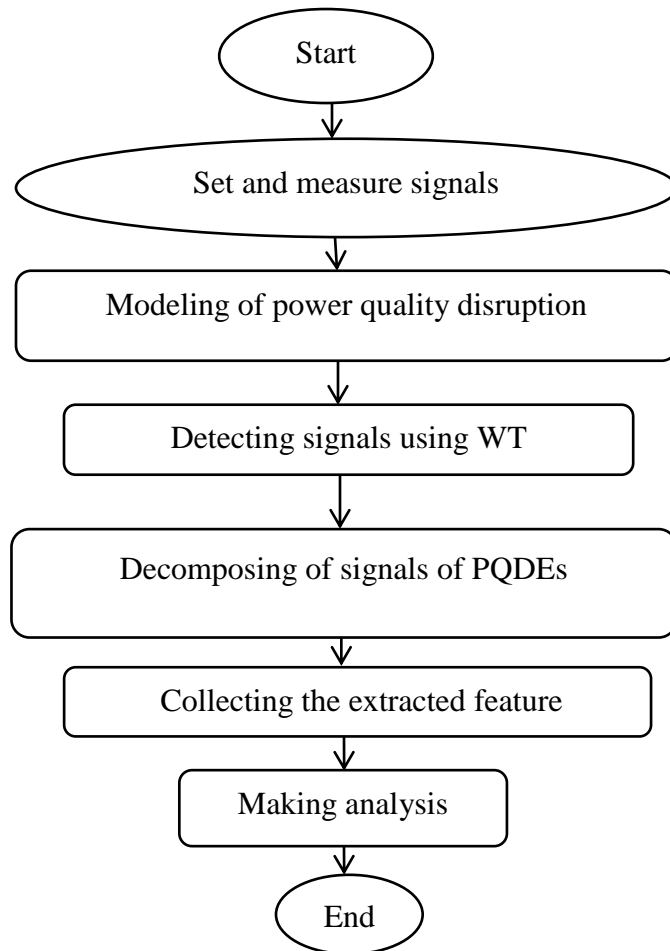 Start
Set and measure signals
Modeling of power quality disruption
Detecting signals using WT
Decomposing of signals of PQDEs
Collecting the extracted feature
Making analysis
End